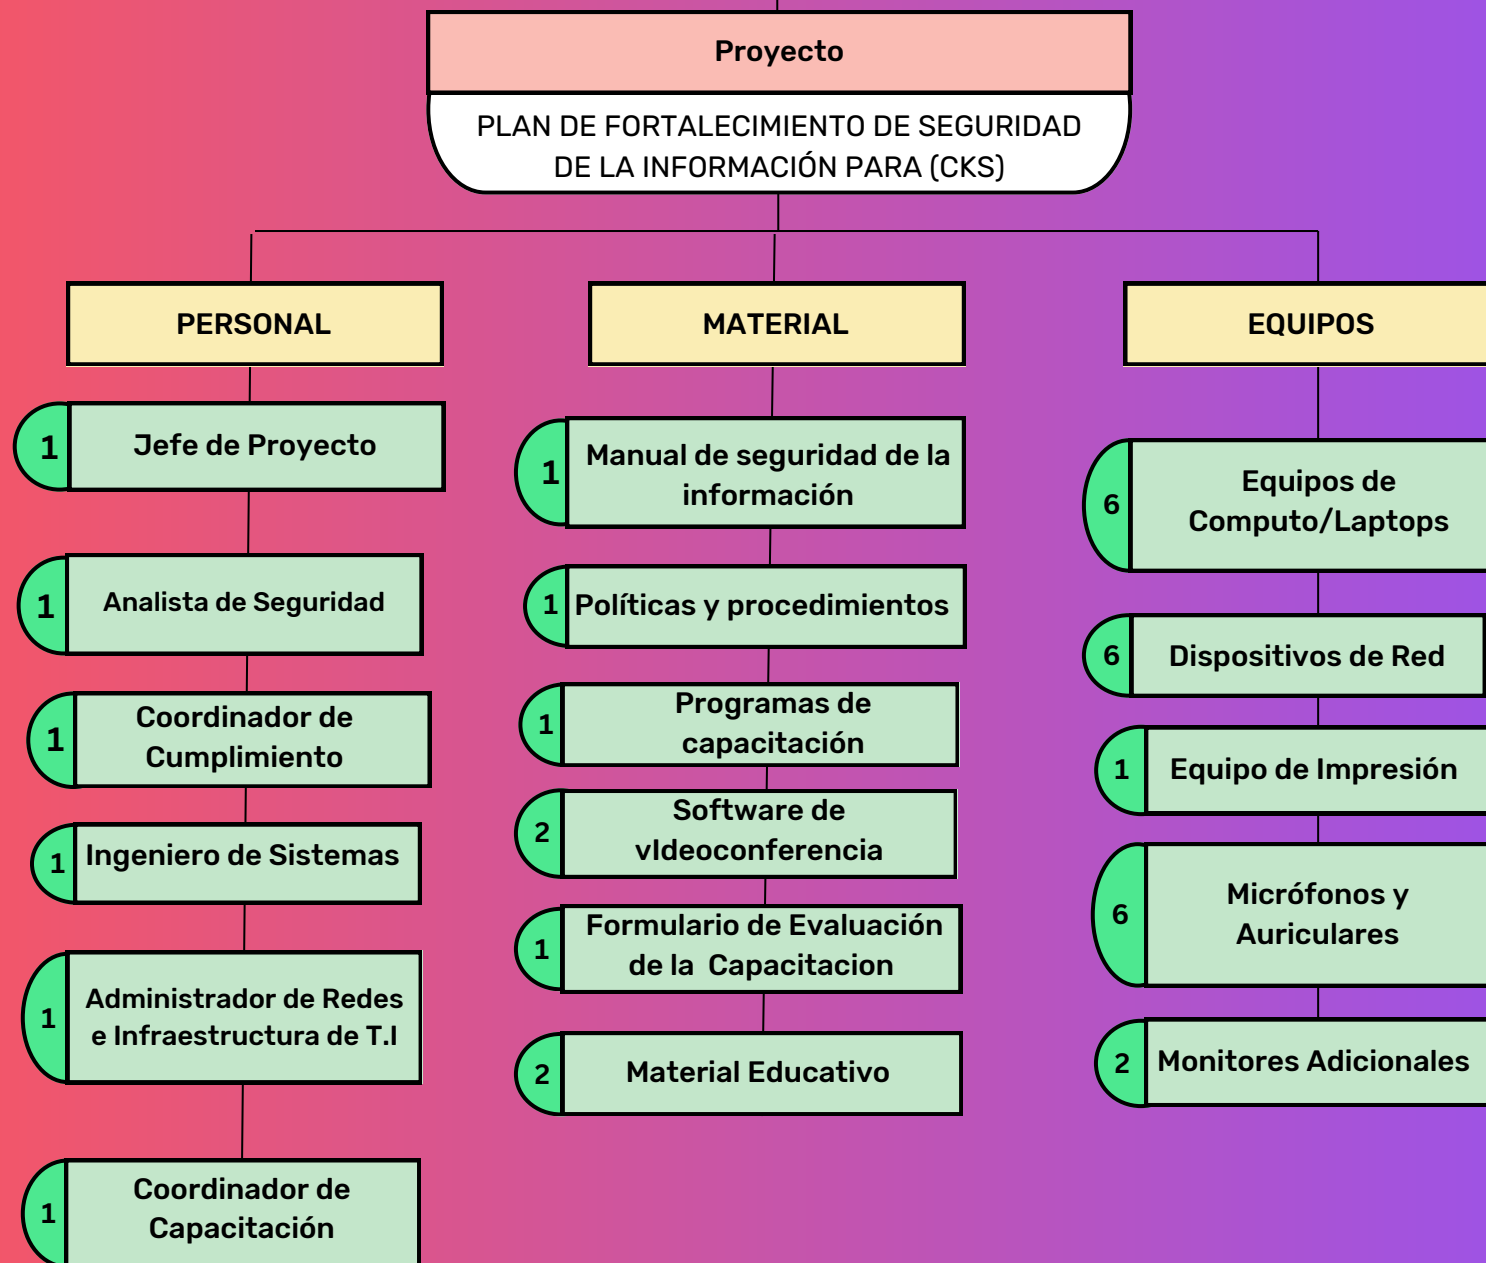 Proyecto
PLAN DE FORTALECIMIENTO DE SEGURIDAD
DE LA INFORMACIÓN PARA (CKS)
PERSONAL
1
Jefe de Proyecto
1
Analista de Seguridad
1
Coordinador de
Cumplimiento
1
Ingeniero de Sistemas
1
Administrador de Redes
e Infraestructura de T.I
1
Coordinador de
Capacitación
MATERIAL
1
Manual de seguridad de la
información
1
Políticas y procedimientos
1
Programas de
capacitación
2
Software de
vIdeoconferencia
1
Formulario de Evaluación
de la Capacitacion
2
Material Educativo
EQUIPOS
6
Equipos de
Computo/Laptops
6
Dispositivos de Red
1
Equipo de Impresión
6
Micrófonos y
Auriculares
2
Monitores Adicionales